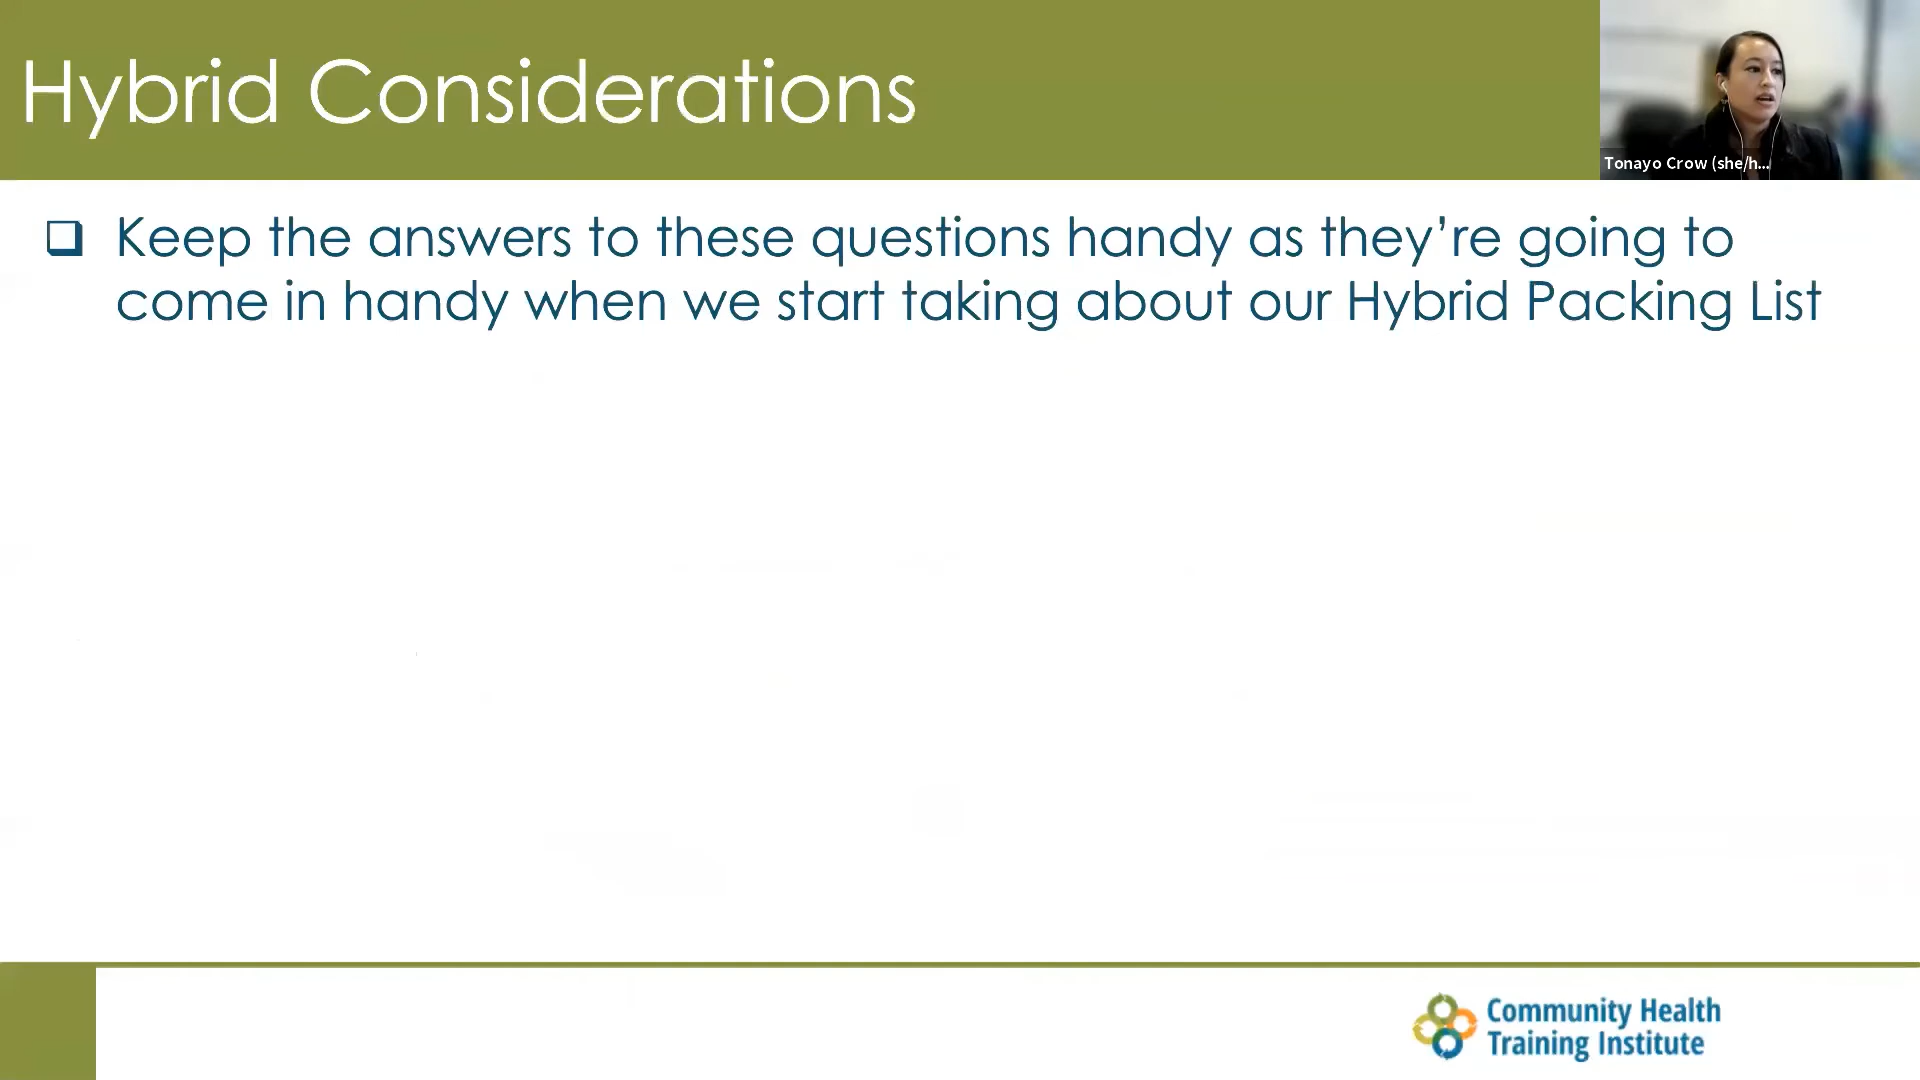 Hybrid Considerations
Tonayo Crow (she/h...
❑ Keep the answers to these questions handy as they’re going to
come in handy when we start taking about our Hybrid Packing List
Community Health
Training Institute